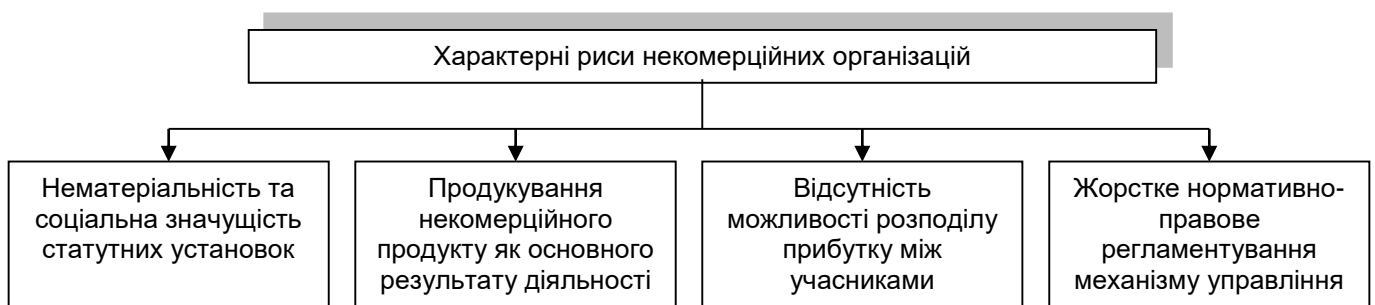 Характерні риси некомерційних організацій
Нематеріальність та
соціальна значущість
статутних установок
Продукування
некомерційного
продукту як основного
результату діяльності
Відсутність
можливості розподілу
прибутку між
учасниками
Жорстке нормативно-
правове
регламентування
механізму управління